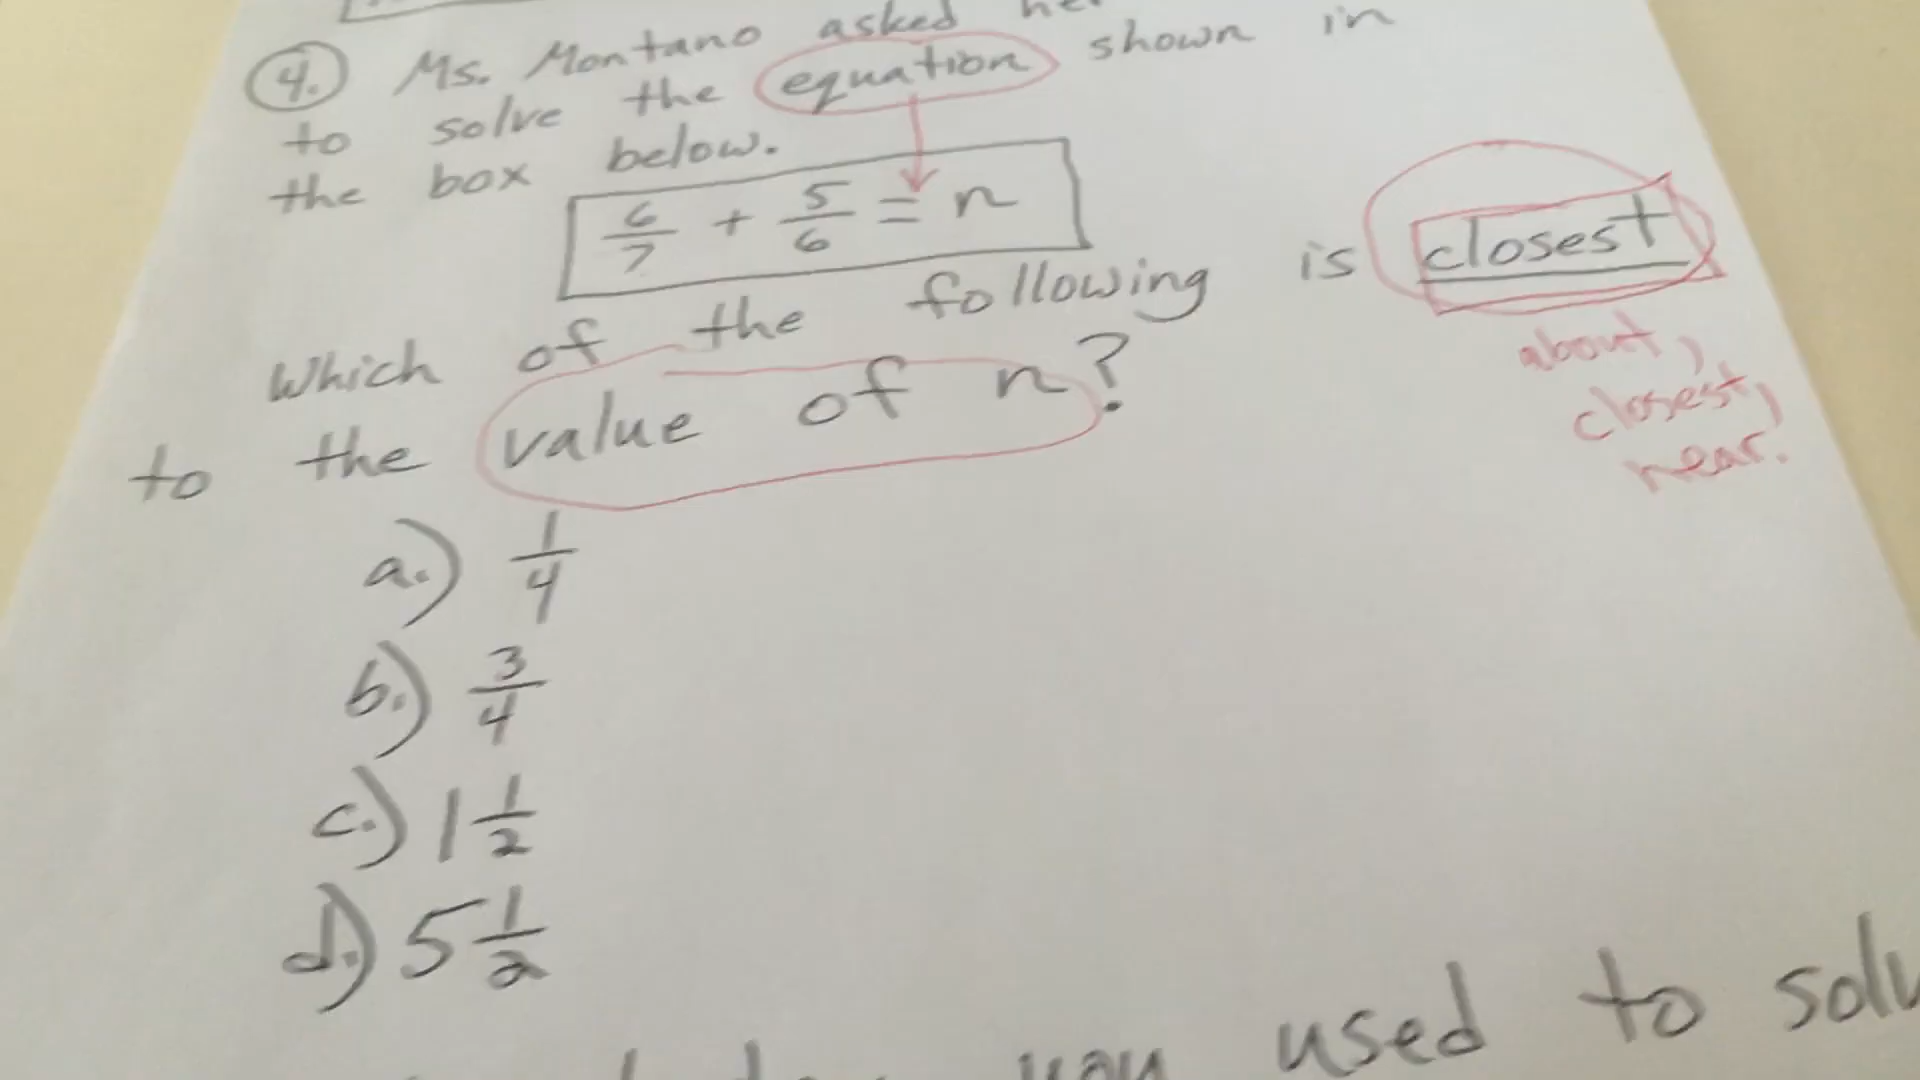 4. Ms. Montano asked
to solve the equation shown in
the box below.
6/7 + 5/6 = n
Which of the following is closest
about,
closest,
near.
to the value of n?
a.) 1/4
b.) 3/4
c.) 1 1/2
d.) 5 1/2
you used to